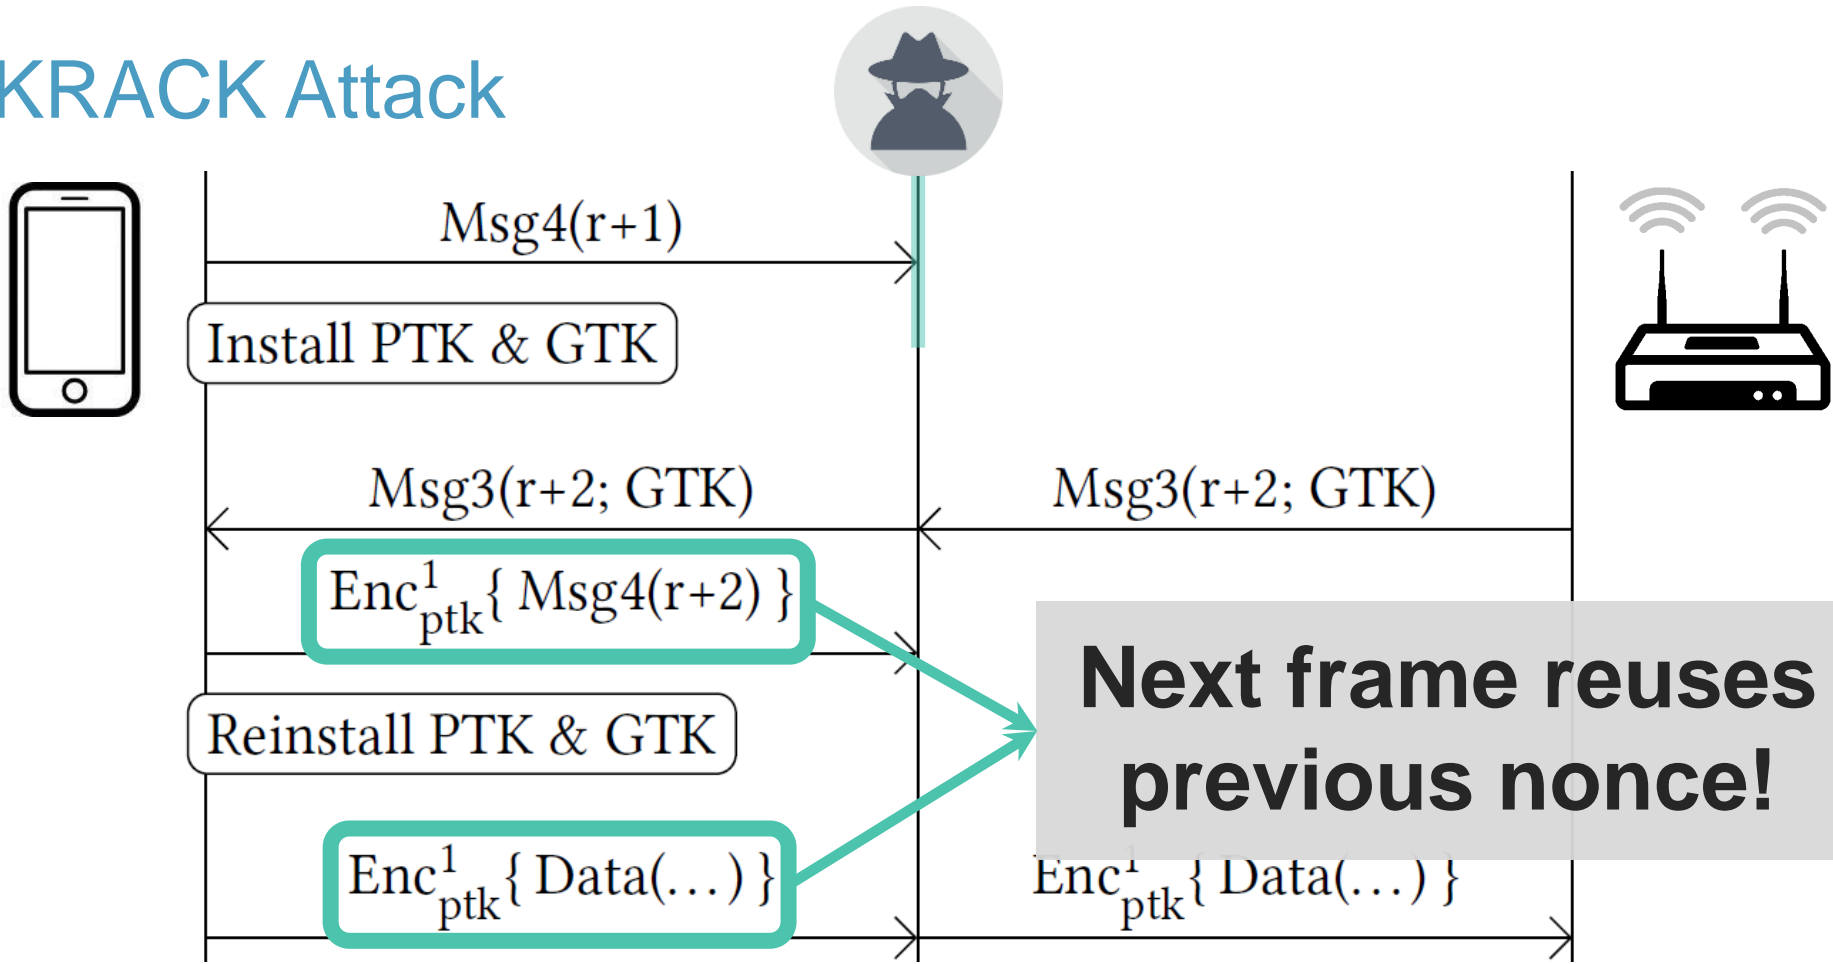 KRACK Attack
Msg4(r+1)
Install PTK & GTK
Msg3(r+2; GTK) Msg3(r+2; GTK)
Enc¹ptk{ Msg4(r+2) }
Next frame reuses
previous nonce!
Reinstall PTK & GTK
Enc¹ptk{ Data(...) } Enc¹ptk{ Data(...) }